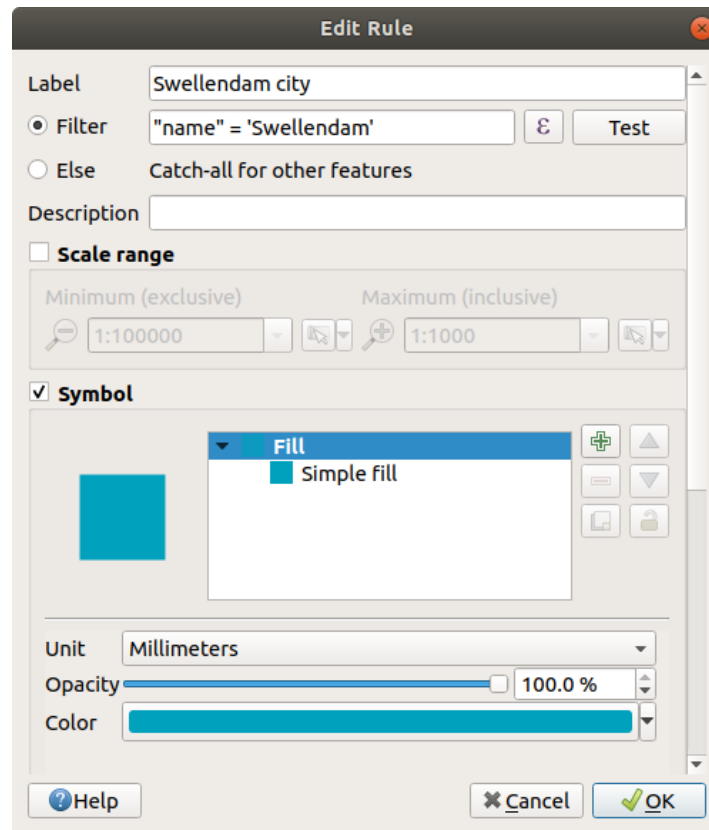 Edit Rule
Label Swellendam city
Filter "name" = 'Swellendam' ε Test
Else Catch-all for other features
Description
Scale range
Minimum (exclusive) Maximum (inclusive)
1:100000 1:1000
Symbol
Fill
Simple fill
Unit Millimeters
Opacity 100.0 %
Color
Help Cancel OK